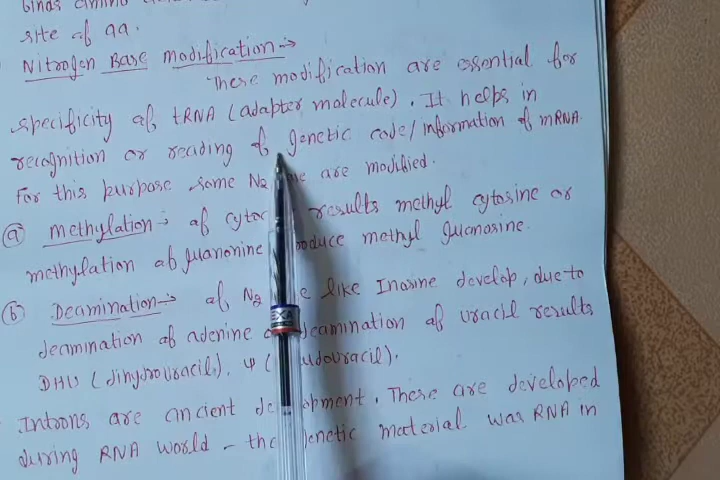 binds amino
site of aa.
Nitrogen Base modification :→
These modification are essential for
specificity of tRNA (adapter molecule). It helps in
recognition or reading of genetic code/information of mRNA
For this purpose some N2 are modified.
(a) Methylation :→ of results methyl cytosine or
methylation of guanonine methyl guanosine.
(b) Deamination :→ of N2 like Inosine develop, due to
deamination of adenine deamination of uracil results
DHU (dihydrouracil), ψ (
Introns are ancient These are developed
during RNA world - genetic material was RNA in
EXA